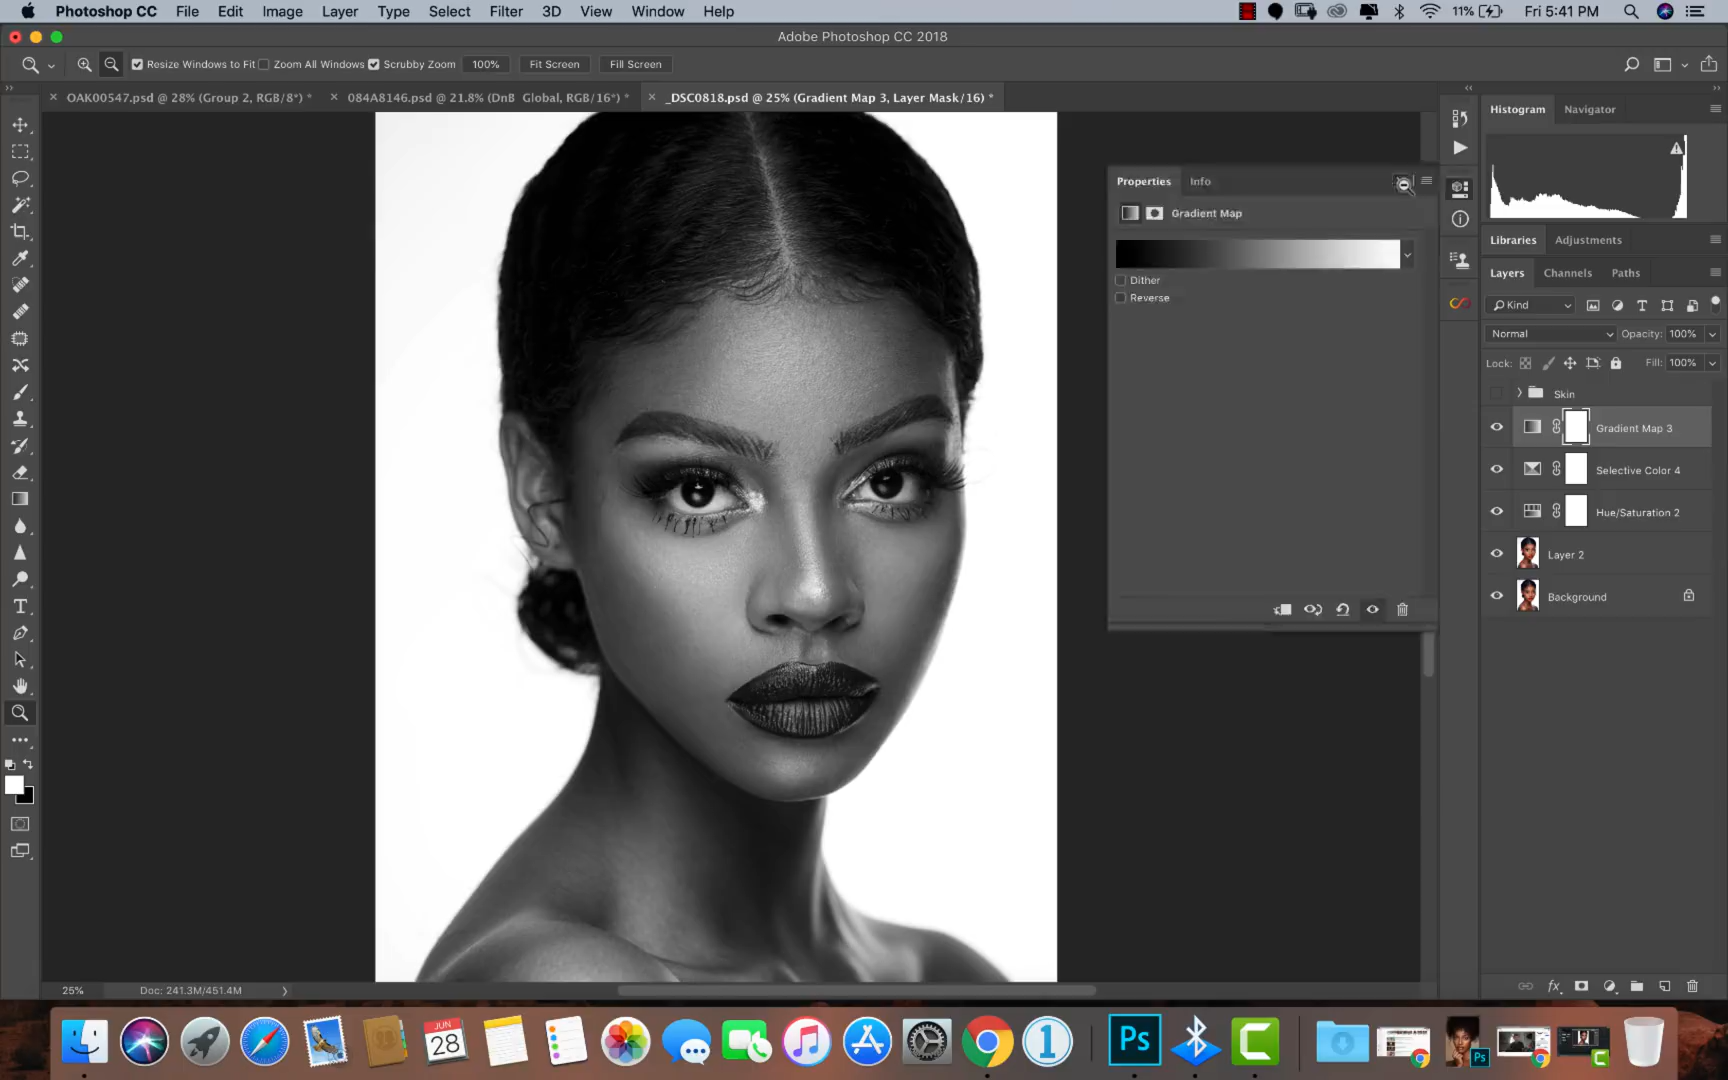 Photoshop CC File Edit Image Layer Type Select Filter 3D View Window Help 11% Fri 5:41 PM
Adobe Photoshop CC 2018
Resize Windows to Fit Zoom All Windows Scrubby Zoom 100% Fit Screen Fill Screen
OAK00547.psd @ 28% (Group 2, RGB/8*) * 084A8146.psd @ 21.8% (DnB Global, RGB/16*) * _DSC0818.psd @ 25% (Gradient Map 3, Layer Mask/16) *
Histogram Navigator
Properties Info
Gradient Map
Dither
Reverse
Libraries Adjustments
Layers Channels Paths
Kind
Normal Opacity: 100%
Lock: Fill: 100%
Skin
Gradient Map 3
Selective Color 4
Hue/Saturation 2
Layer 2
Background
fx
25% Doc: 241.3M/451.4M
JUN
28
1
Ps
C